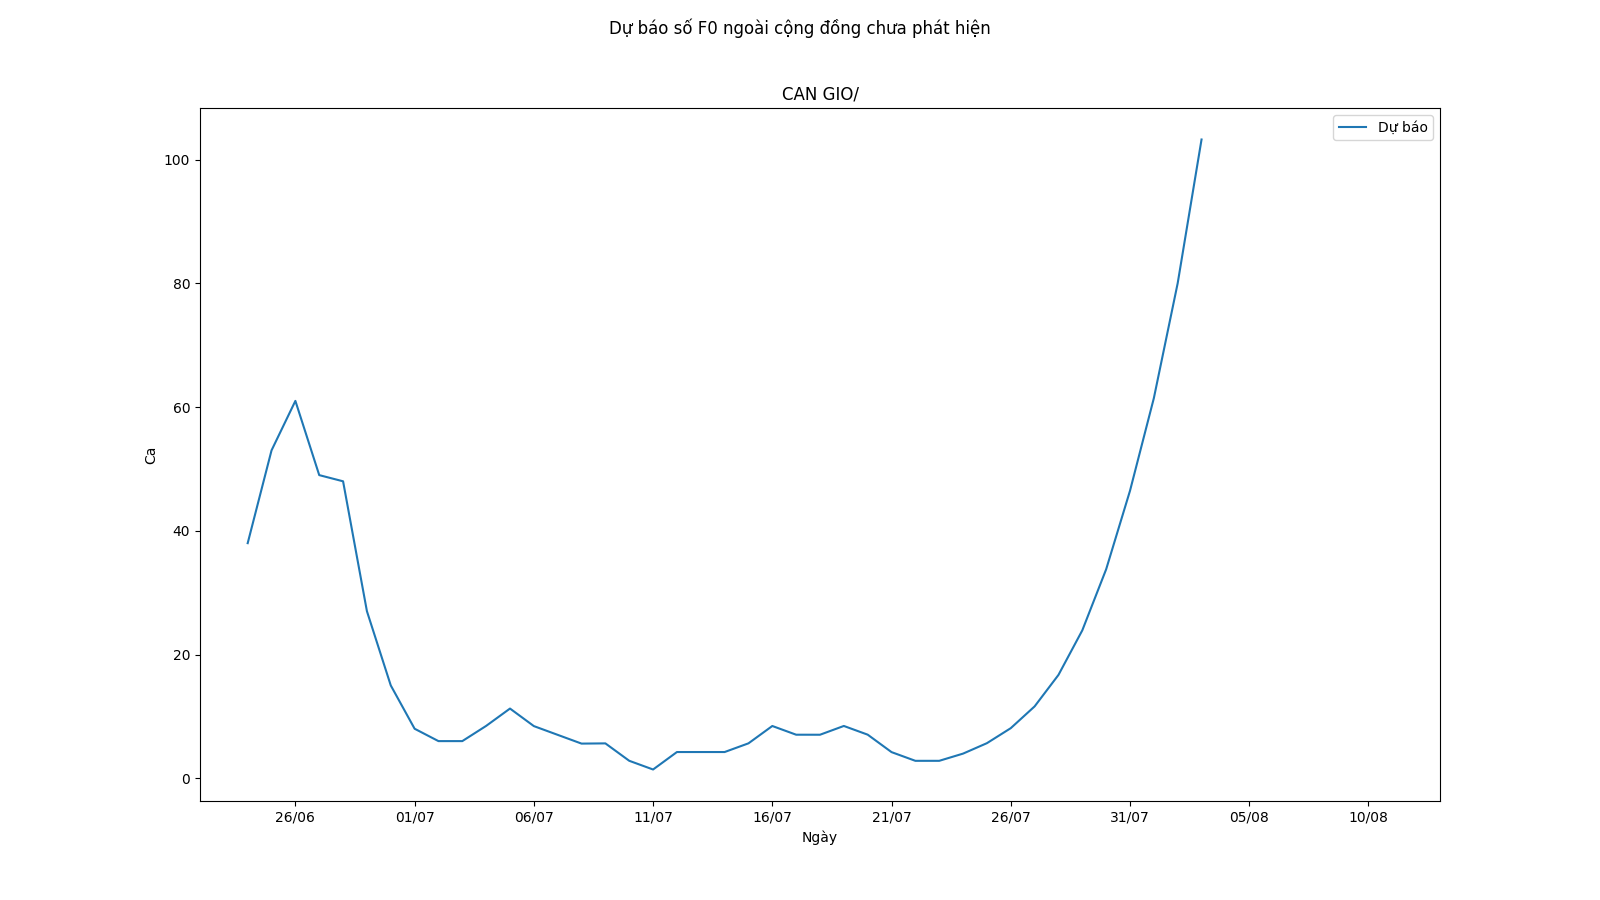 Dự báo số F0 ngoài cộng đồng chưa phát hiện
CAN GIO/
Dự báo
100
80
60
40
20
0
Ca
26/06 01/07 06/07 11/07 16/07 21/07 26/07 31/07 05/08 10/08
Ngày